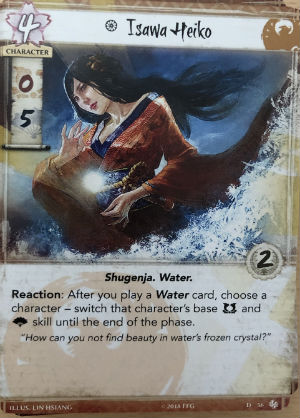 4
Isawa Heiko
CHARACTER
0
5
2
Shugenja. Water.
Reaction: After you play a Water card, choose a
character – switch that character's base and
skill until the end of the phase.
"How can you not find beauty in water's frozen crystal?"
ILLUS. LIN HSIANG
©2018 FFG
D 56